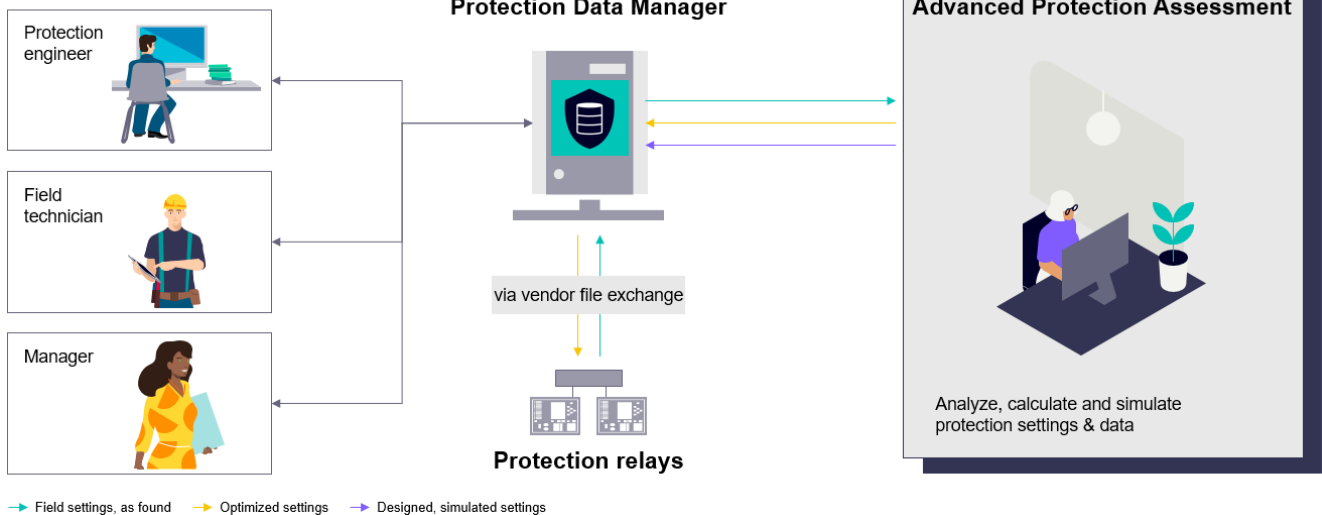 Protection Data Manager
Advanced Protection Assessment
Protection
engineer
Field
technician
Manager
via vendor file exchange
Protection relays
Analyze, calculate and simulate
protection settings & data
Field settings, as found
Optimized settings
Designed, simulated settings